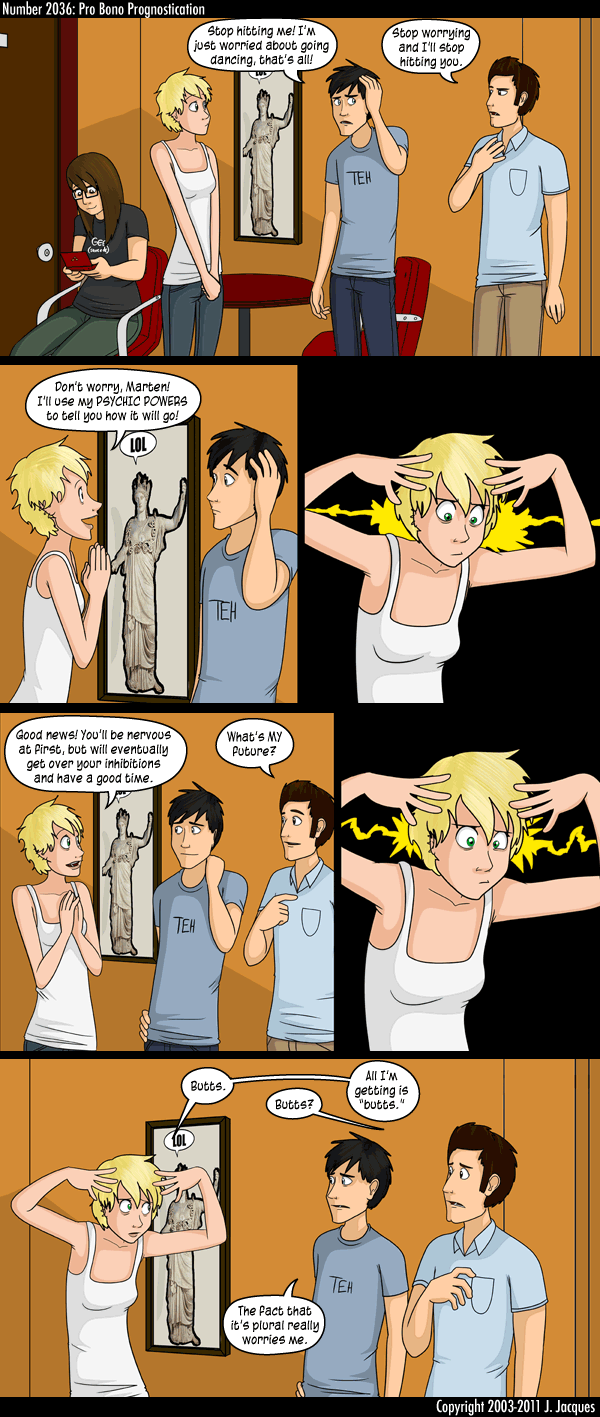 Number 2036: Pro Bono Prognostication
Stop hitting me! I'm
just worried about going
dancing, that's all!
Stop worrying
and I'll stop
hitting you.
LOL
TEH
Don't worry, Marten!
I'll use my PSYCHIC POWERS
to tell you how it will go!
LOL
TEH
Good news! You'll be nervous
at first, but will eventually
get over your inhibitions
and have a good time.
What's MY
future?
TEH
Butts.
All I'm
getting is
"butts."
Butts?
LOL
TEH
The fact that
it's plural really
worries me.
Copyright 2003-2011 J. Jacques